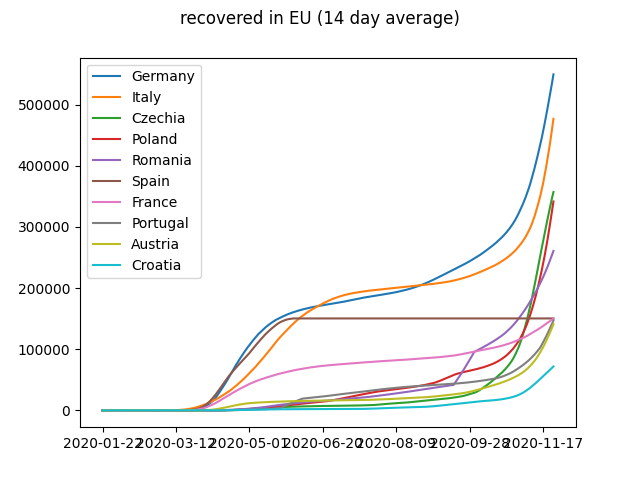 recovered in EU (14 day average)
Germany
Italy
Czechia
Poland
Romania
Spain
France
Portugal
Austria
Croatia
500000
400000
300000
200000
100000
0
2020-01-22 2020-03-12 2020-05-01 2020-06-20 2020-08-09 2020-09-28 2020-11-17